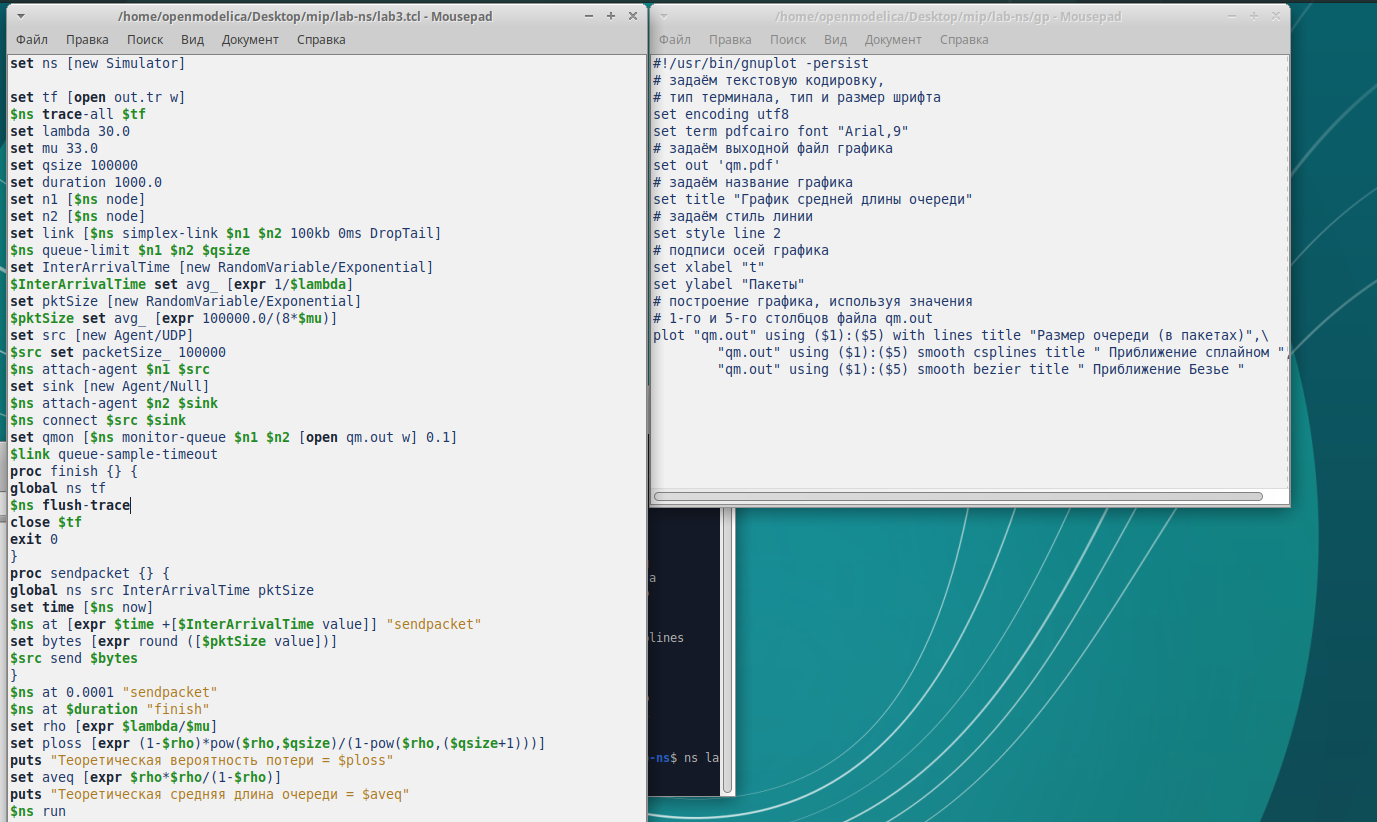 /home/openmodelica/Desktop/mip/lab-ns/lab3.tcl - Mousepad
Файл Правка Поиск Вид Документ Справка
set ns [new Simulator]
set tf [open out.tr w]
$ns trace-all $tf
set lambda 30.0
set mu 33.0
set qsize 100000
set duration 1000.0
set n1 [$ns node]
set n2 [$ns node]
set link [$ns simplex-link $n1 $n2 100kb 0ms DropTail]
$ns queue-limit $n1 $n2 $qsize
set InterArrivalTime [new RandomVariable/Exponential]
$InterArrivalTime set avg_ [expr 1/$lambda]
set pktSize [new RandomVariable/Exponential]
$pktSize set avg_ [expr 100000.0/(8*$mu)]
set src [new Agent/UDP]
$src set packetSize_ 100000
$ns attach-agent $n1 $src
set sink [new Agent/Null]
$ns attach-agent $n2 $sink
$ns connect $src $sink
set qmon [$ns monitor-queue $n1 $n2 [open qm.out w] 0.1]
$link queue-sample-timeout
proc finish {} {
global ns tf
$ns flush-trace
close $tf
exit 0
}
proc sendpacket {} {
global ns src InterArrivalTime pktSize
set time [$ns now]
$ns at [expr $time +[$InterArrivalTime value]] "sendpacket"
set bytes [expr round ([$pktSize value])]
$src send $bytes
}
$ns at 0.0001 "sendpacket"
$ns at $duration "finish"
set rho [expr $lambda/$mu]
set ploss [expr (1-$rho)*pow($rho,$qsize)/(1-pow($rho,($qsize+1)))]
puts "Теоретическая вероятность потери = $ploss"
set aveq [expr $rho*$rho/(1-$rho)]
puts "Теоретическая средняя длина очереди = $aveq"
$ns run
/home/openmodelica/Desktop/mip/lab-ns/gp - Mousepad
Файл Правка Поиск Вид Документ Справка
#!/usr/bin/gnuplot -persist
# задаём текстовую кодировку,
# тип терминала, тип и размер шрифта
set encoding utf8
set term pdfcairo font "Arial,9"
# задаём выходной файл графика
set out 'qm.pdf'
# задаём название графика
set title "График средней длины очереди"
# задаём стиль линии
set style line 2
# подписи осей графика
set xlabel "t"
set ylabel "Пакеты"
# построение графика, используя значения
# 1-го и 5-го столбцов файла qm.out
plot "qm.out" using ($1):($5) with lines title "Размер очереди (в пакетах)",\
"qm.out" using ($1):($5) smooth csplines title " Приближение сплайном ",
"qm.out" using ($1):($5) smooth bezier title " Приближение Безье "
a
lines
-ns$ ns la